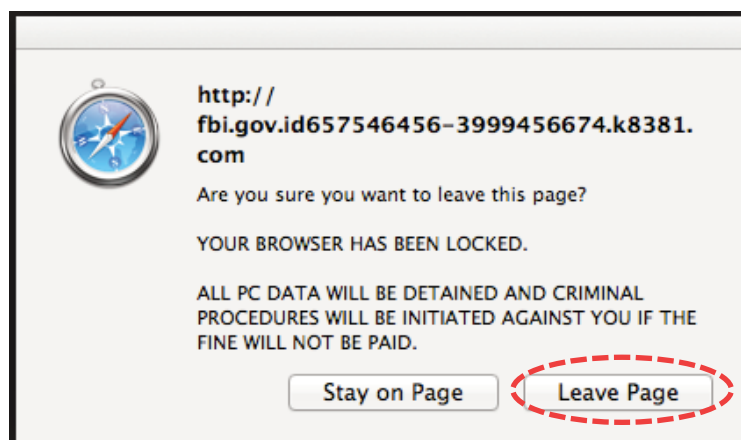 http://
fbi.gov.id657546456-3999456674.k8381.
com
Are you sure you want to leave this page?
YOUR BROWSER HAS BEEN LOCKED.
ALL PC DATA WILL BE DETAINED AND CRIMINAL
PROCEDURES WILL BE INITIATED AGAINST YOU IF THE
FINE WILL NOT BE PAID.
Stay on Page
Leave Page